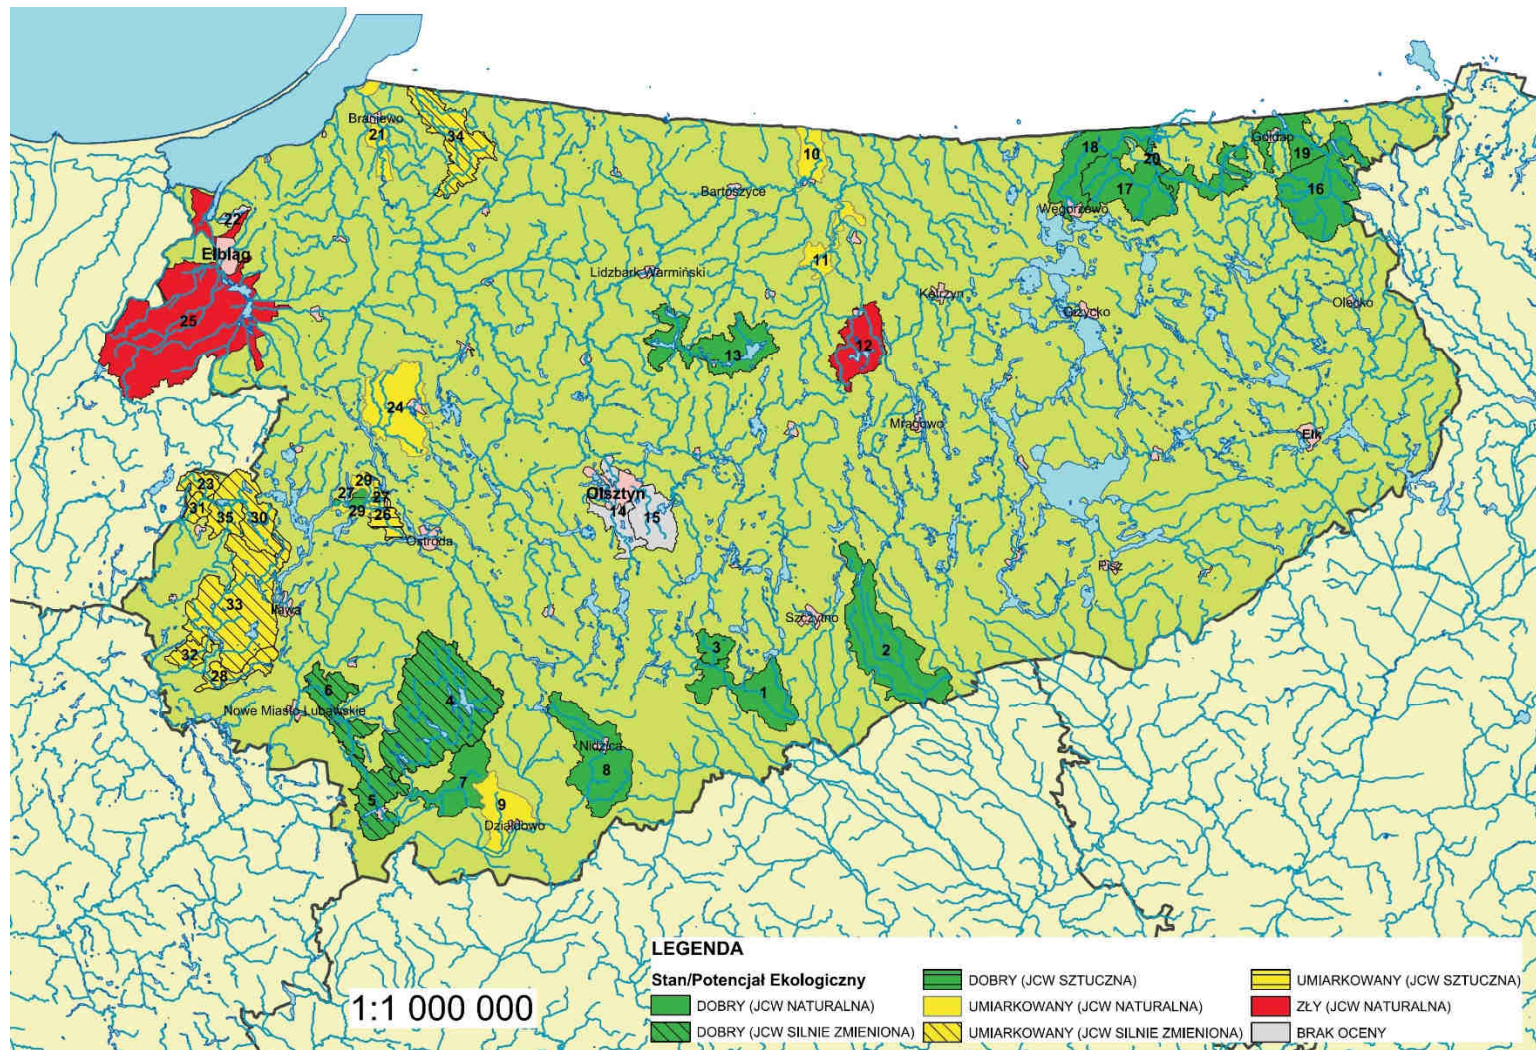 Braniewo
21
34
10
Bartoszyce
18
20
Gołdap
19
17
16
Węgorzewo
22
Elbląg
11
Lidzbark Warmiński
Kętrzyn
Giżycko
Olecko
25
13
12
24
Mrągowo
Ełk
23
29
27
27
31
35
30
29
26
Olsztyn
14
15
Ostróda
Pisz
33
Iława
Szczytno
32
28
3
2
6
4
1
Nowe Miasto Lubawskie
Nidzica
8
7
5
9
Działdowo
1:1 000 000
LEGENDA
Stan/Potencjał Ekologiczny
DOBRY (JCW NATURALNA)
DOBRY (JCW SILNIE ZMIENIONA)
DOBRY (JCW SZTUCZNA)
UMIARKOWANY (JCW NATURALNA)
UMIARKOWANY (JCW SILNIE ZMIENIONA)
UMIARKOWANY (JCW SZTUCZNA)
ZŁY (JCW NATURALNA)
BRAK OCENY